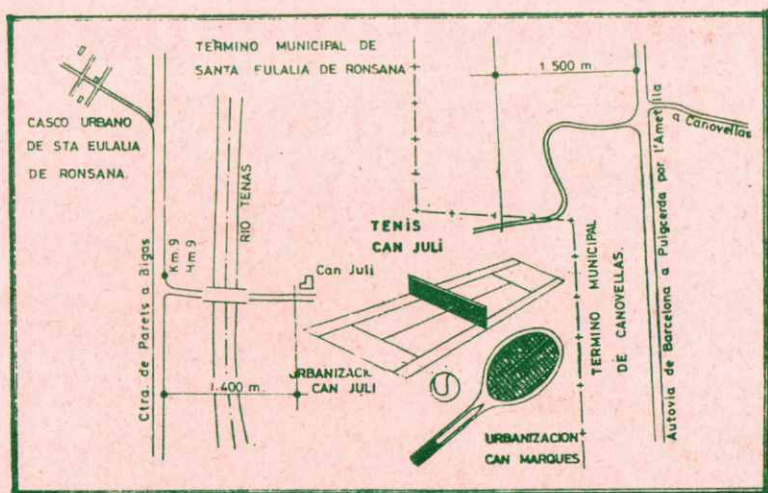 TERMINO MUNICIPAL DE
SANTA EULALIA DE RONSANA
1.500 m.
a Canovellas
CASCO URBANO
DE STA EULALIA
DE RONSANA.
RIO TENAS
Km.9
Hm.9
Ctra. de Parets a Bigas
Can Juli
TENIS
CAN JULI
TERMINO MUNICIPAL
DE CANOVELLAS.
Autovia de Barcelona a Puigcerda por l'Ametlla
URBANIZACIC
CAN JULI
1.400 m.
URBANIZACION
CAN MARQUES